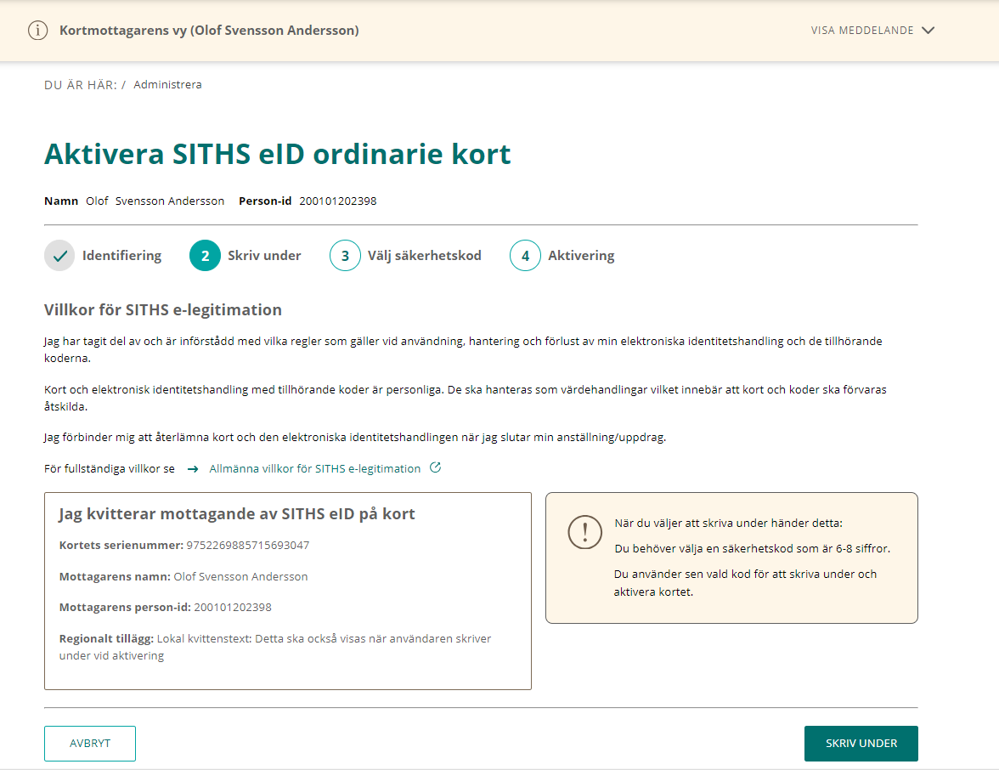 Kortmottagarens vy (Olof Svensson Andersson)
VISA MEDDELANDE
DU ÄR HÄR: / Administrera
Aktivera SITHS eID ordinarie kort
Namn Olof Svensson Andersson Person-id 200101202398
Identifiering 2 Skriv under 3 Välj säkerhetskod 4 Aktivering
Villkor för SITHS e-legitimation
Jag har tagit del av och är införstådd med vilka regler som gäller vid användning, hantering och förlust av min elektroniska identitetshandling och de tillhörande
koderna.
Kort och elektronisk identitetshandling med tillhörande koder är personliga. De ska hanteras som värdehandlingar vilket innebär att kort och koder ska förvaras
åtskilda.
Jag förbinder mig att återlämna kort och den elektroniska identitetshandlingen när jag slutar min anställning/uppdrag.
För fullständiga villkor se → Allmänna villkor för SITHS e-legitimation
Jag kvitterar mottagande av SITHS eID på kort
Kortets serienummer: 9752269885715693047
Mottagarens namn: Olof Svensson Andersson
Mottagarens person-id: 200101202398
Regionalt tillägg: Lokal kvittenstext: Detta ska också visas när användaren skriver
under vid aktivering
När du väljer att skriva under händer detta:
Du behöver välja en säkerhetskod som är 6-8 siffror.
Du använder sen vald kod för att skriva under och
aktivera kortet.
AVBRYT
SKRIV UNDER